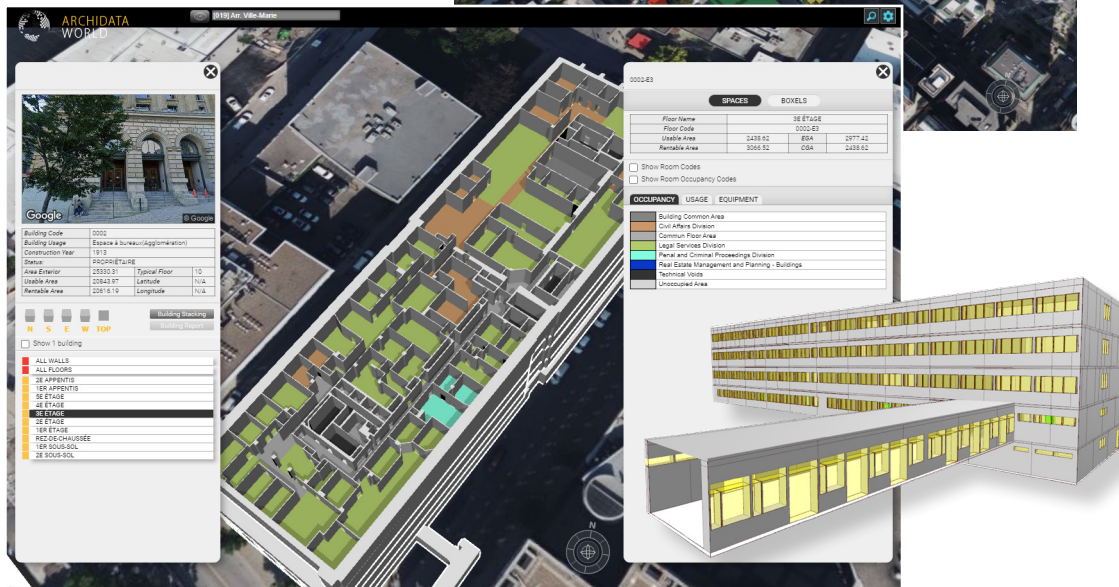 ARCHIDATA
WORLD
[019] Arr. Ville-Marie
Google
© Google
Building Code 0002
Building Usage Espace à bureaux(Agglomération)
Construction Year 1913
Status: PROPRIÉTAIRE
Area Exterior 25330.31 Typical Floor 10
Usable Area 20843.97 Latitude N/A
Rentable Area 20616.19 Longitude N/A
N S E W TOP
Building Stacking
Building Report
Show 1 building
ALL WALLS
ALL FLOORS
2E APPENTIS
1ER APPENTIS
5E ÉTAGE
4E ÉTAGE
3E ÉTAGE
2E ÉTAGE
1ER ÉTAGE
REZ-DE-CHAUSSÉE
1ER SOUS-SOL
2E SOUS-SOL
N
0002-E3
SPACES BOXELS
Floor Name 3E ÉTAGE
Floor Code 0002-E3
Usable Area 2438.62 EGA 2977.42
Rentable Area 3066.52 CGA 2438.62
Show Room Codes
Show Room Occupancy Codes
OCCUPANCY USAGE EQUIPMENT
Building Common Area
Civil Affairs Division
Commun Floor Area
Legal Services Division
Penal and Criminal Proceedings Division
Real Estate Management and Planning - Buildings
Technical Voids
Unoccupied Area